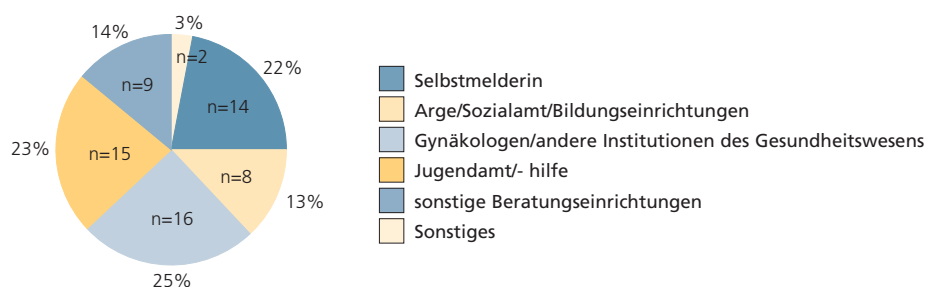 3%
14%
n=2
22%
n=9
n=14
23%
n=15
n=8
13%
n=16
25%
Selbstmelderin
Arge/Sozialamt/Bildungseinrichtungen
Gynäkologen/andere Institutionen des Gesundheitswesens
Jugendamt/- hilfe
sonstige Beratungseinrichtungen
Sonstiges